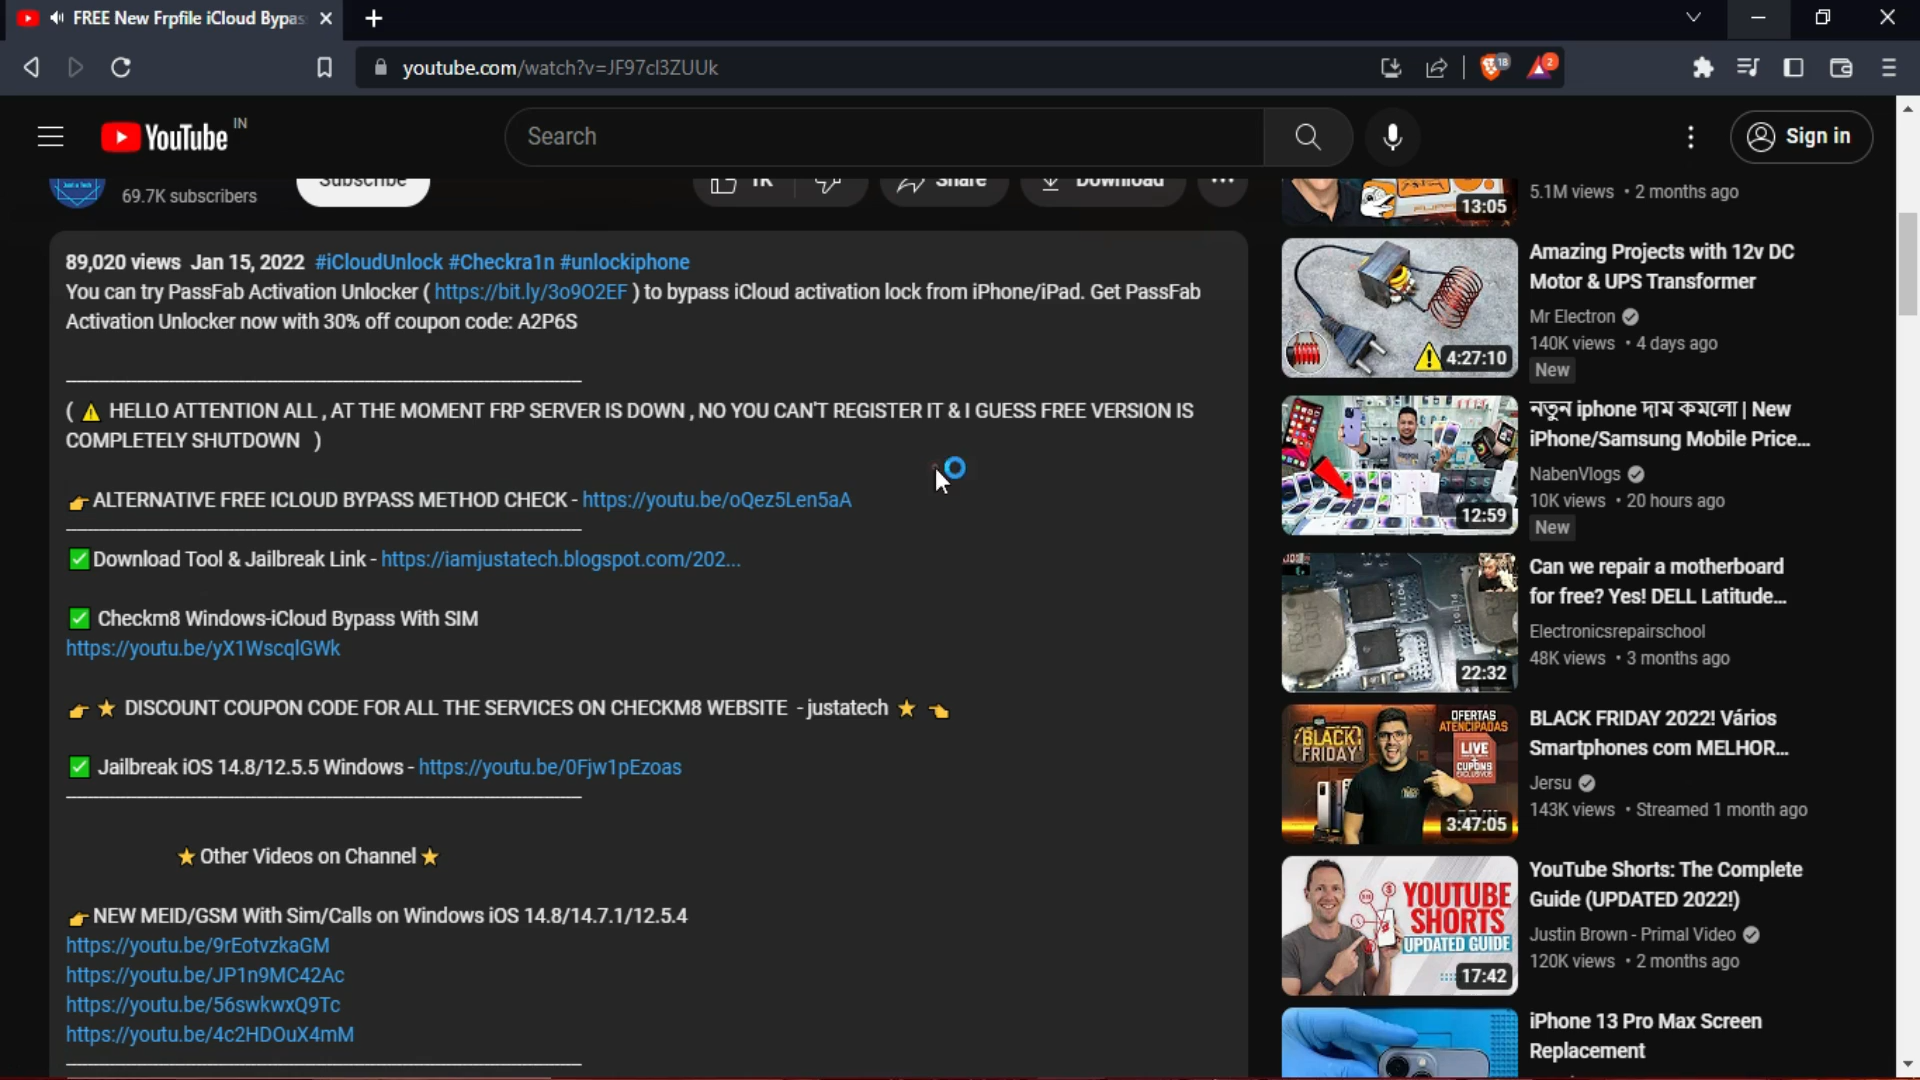 FREE New Frpfile iCloud Bypas
youtube.com/watch?v=JF97cl3ZUUk
18
2
YouTube IN
Search
Sign in
69.7K subscribers
Subscribe
1K
Share
Download
89,020 views Jan 15, 2022 #iCloudUnlock #Checkra1n #unlockiphone
You can try PassFab Activation Unlocker ( https://bit.ly/3o9O2EF ) to bypass iCloud activation lock from iPhone/iPad. Get PassFab
Activation Unlocker now with 30% off coupon code: A2P6S
( ⚠️ HELLO ATTENTION ALL , AT THE MOMENT FRP SERVER IS DOWN , NO YOU CAN'T REGISTER IT & I GUESS FREE VERSION IS
COMPLETELY SHUTDOWN )
👉ALTERNATIVE FREE ICLOUD BYPASS METHOD CHECK - https://youtu.be/oQez5Len5aA
✅Download Tool & Jailbreak Link - https://iamjustatech.blogspot.com/202...
✅ Checkm8 Windows-iCloud Bypass With SIM
https://youtu.be/yX1WscqlGWk
👉 ⭐ DISCOUNT COUPON CODE FOR ALL THE SERVICES ON CHECKM8 WEBSITE - justatech ⭐ 👈
✅ Jailbreak iOS 14.8/12.5.5 Windows - https://youtu.be/0Fjw1pEzoas
⭐Other Videos on Channel⭐
👉NEW MEID/GSM With Sim/Calls on Windows iOS 14.8/14.7.1/12.5.4
https://youtu.be/9rEotvzkaGM
https://youtu.be/JP1n9MC42Ac
https://youtu.be/56swkwxQ9Tc
https://youtu.be/4c2HDOuX4mM
13:05
5.1M views • 2 months ago
4:27:10
Amazing Projects with 12v DC
Motor & UPS Transformer
Mr Electron
140K views • 4 days ago
New
12:59
নতুন iphone দাম কমলো | New
iPhone/Samsung Mobile Price...
NabenVlogs
10K views • 20 hours ago
New
22:32
Can we repair a motherboard
for free? Yes! DELL Latitude...
Electronicsrepairschool
48K views • 3 months ago
BLACK
FRIDAY
OFERTAS
ATENCIPADAS
LIVE
+
CUPONS
EXCLUSIVOS
3:47:05
BLACK FRIDAY 2022! Vários
Smartphones com MELHOR...
Jersu
143K views • Streamed 1 month ago
YOUTUBE
SHORTS
UPDATED GUIDE
17:42
YouTube Shorts: The Complete
Guide (UPDATED 2022!)
Justin Brown - Primal Video
120K views • 2 months ago
iPhone 13 Pro Max Screen
Replacement